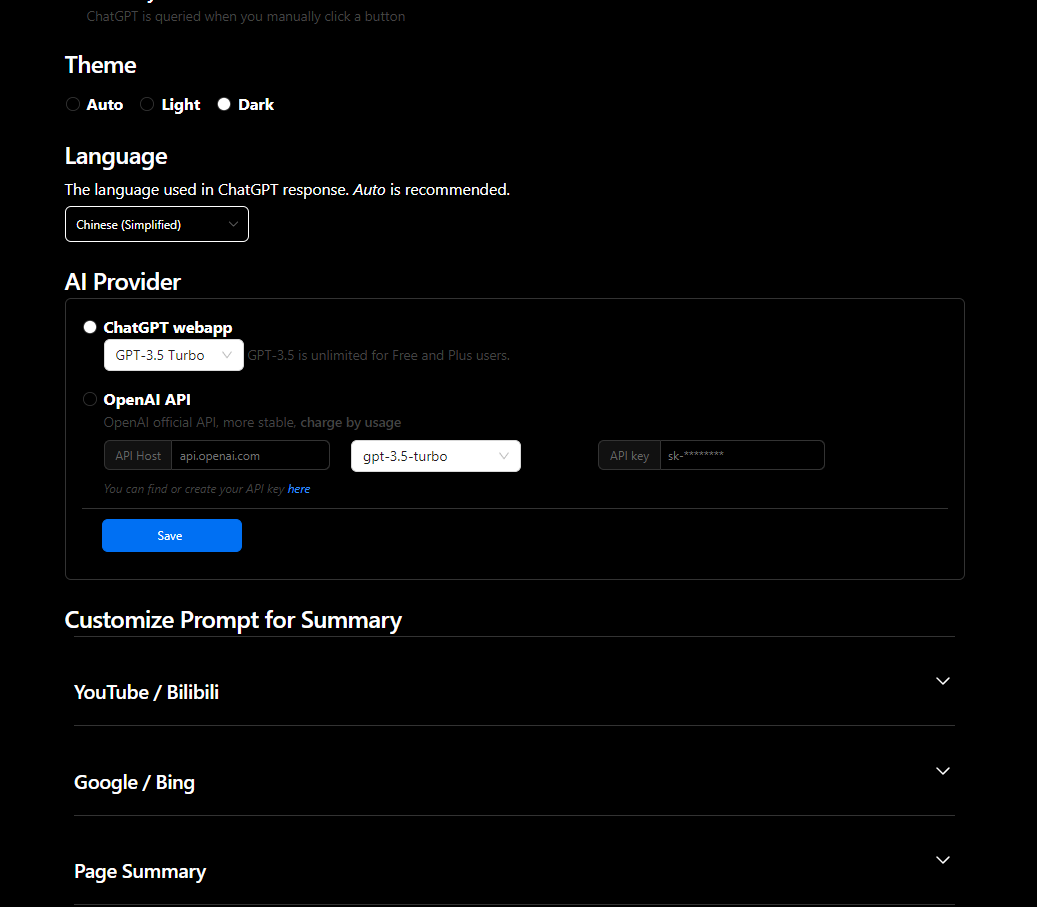 ChatGPT is queried when you manually click a button
Theme
Auto Light Dark
Language
The language used in ChatGPT response. Auto is recommended.
Chinese (Simplified)
AI Provider
ChatGPT webapp
GPT-3.5 Turbo GPT-3.5 is unlimited for Free and Plus users.
OpenAI API
OpenAI official API, more stable, charge by usage
API Host api.openai.com gpt-3.5-turbo API key sk-********
You can find or create your API key here
Save
Customize Prompt for Summary
YouTube / Bilibili
Google / Bing
Page Summary